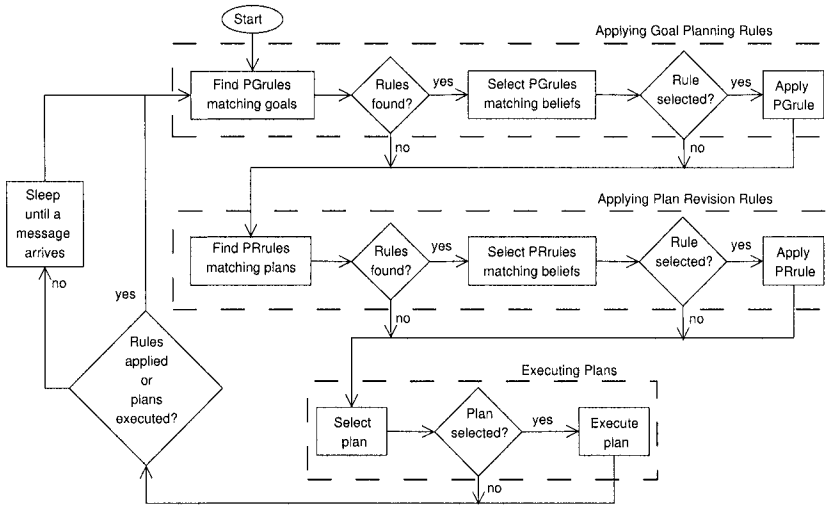 Start
Applying Goal Planning Rules
Find PGrules
matching goals
Rules
found?
yes
Select PGrules
matching beliefs
Rule
selected?
yes
Apply
PGrule
no
no
Sleep
until a
message
arrives
Applying Plan Revision Rules
Find PRrules
matching plans
Rules
found?
yes
Select PRrules
matching beliefs
Rule
selected?
yes
Apply
PRrule
no
yes
no
no
Rules
applied
or
plans
executed?
Executing Plans
Select
plan
Plan
selected?
yes
Execute
plan
no